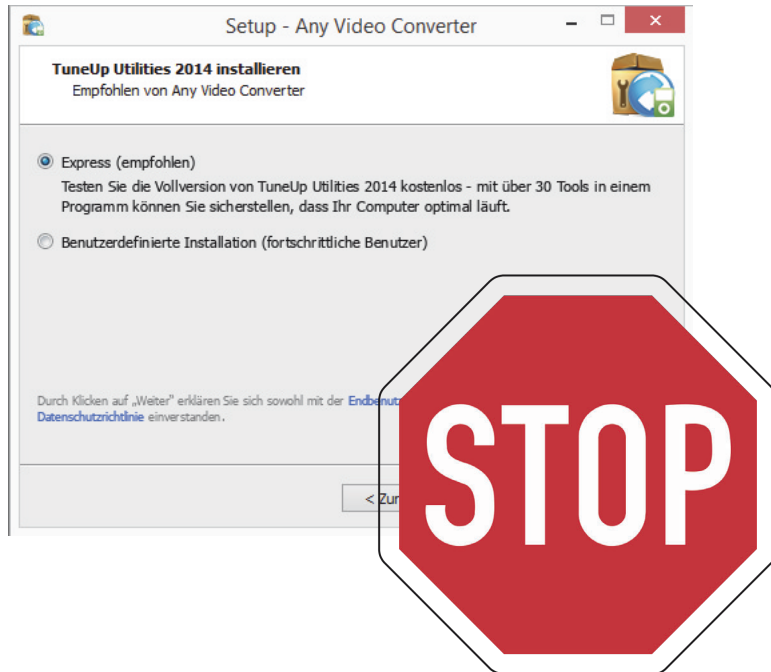 Setup - Any Video Converter
TuneUp Utilities 2014 installieren
Empfohlen von Any Video Converter
Express (empfohlen)
Testen Sie die Vollversion von TuneUp Utilities 2014 kostenlos - mit über 30 Tools in einem
Programm können Sie sicherstellen, dass Ihr Computer optimal läuft.
Benutzerdefinierte Installation (fortschrittliche Benutzer)
Durch Klicken auf „Weiter" erklären Sie sich sowohl mit der
Datenschutzrichtlinie einverstanden.
<
STOP